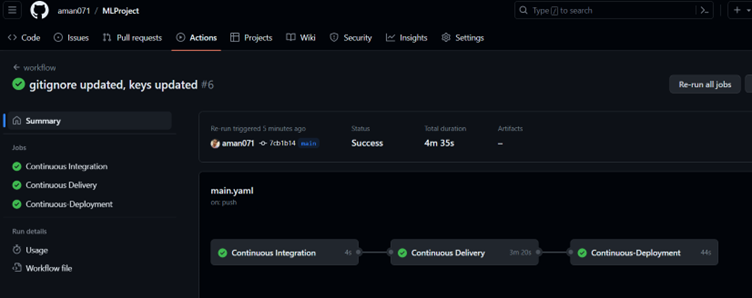 aman071 / MLProject
Type / to search
Code Issues Pull requests Actions Projects Wiki Security Insights Settings
← workflow
gitignore updated, keys updated #6
Re-run all jobs
Summary
Jobs
Continuous Integration
Continuous Delivery
Continuous-Deployment
Run details
Usage
Workflow file
Re-run triggered 5 minutes ago
aman071 7cb1b14 main
Status
Success
Total duration
4m 35s
Artifacts
–
main.yaml
on: push
Continuous Integration 4s
Continuous Delivery 3m 20s
Continuous-Deployment 44s